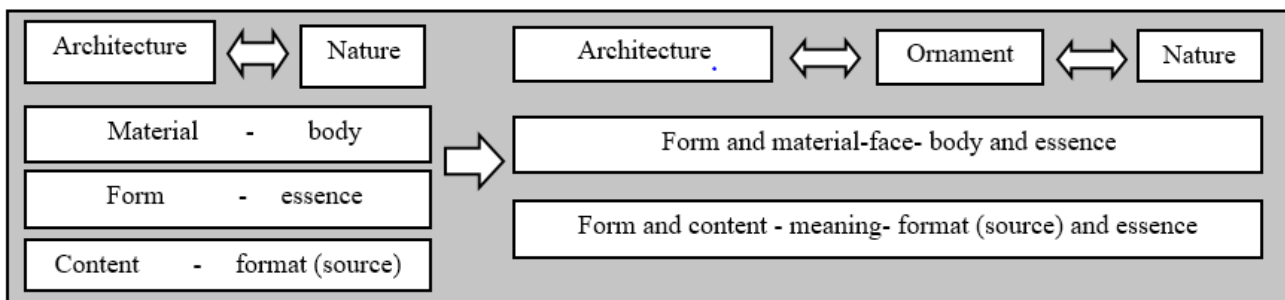 Architecture Nature
Material - body
Form - essence
Content - format (source)
Architecture Ornament Nature
Form and material-face- body and essence
Form and content - meaning- format (source) and essence